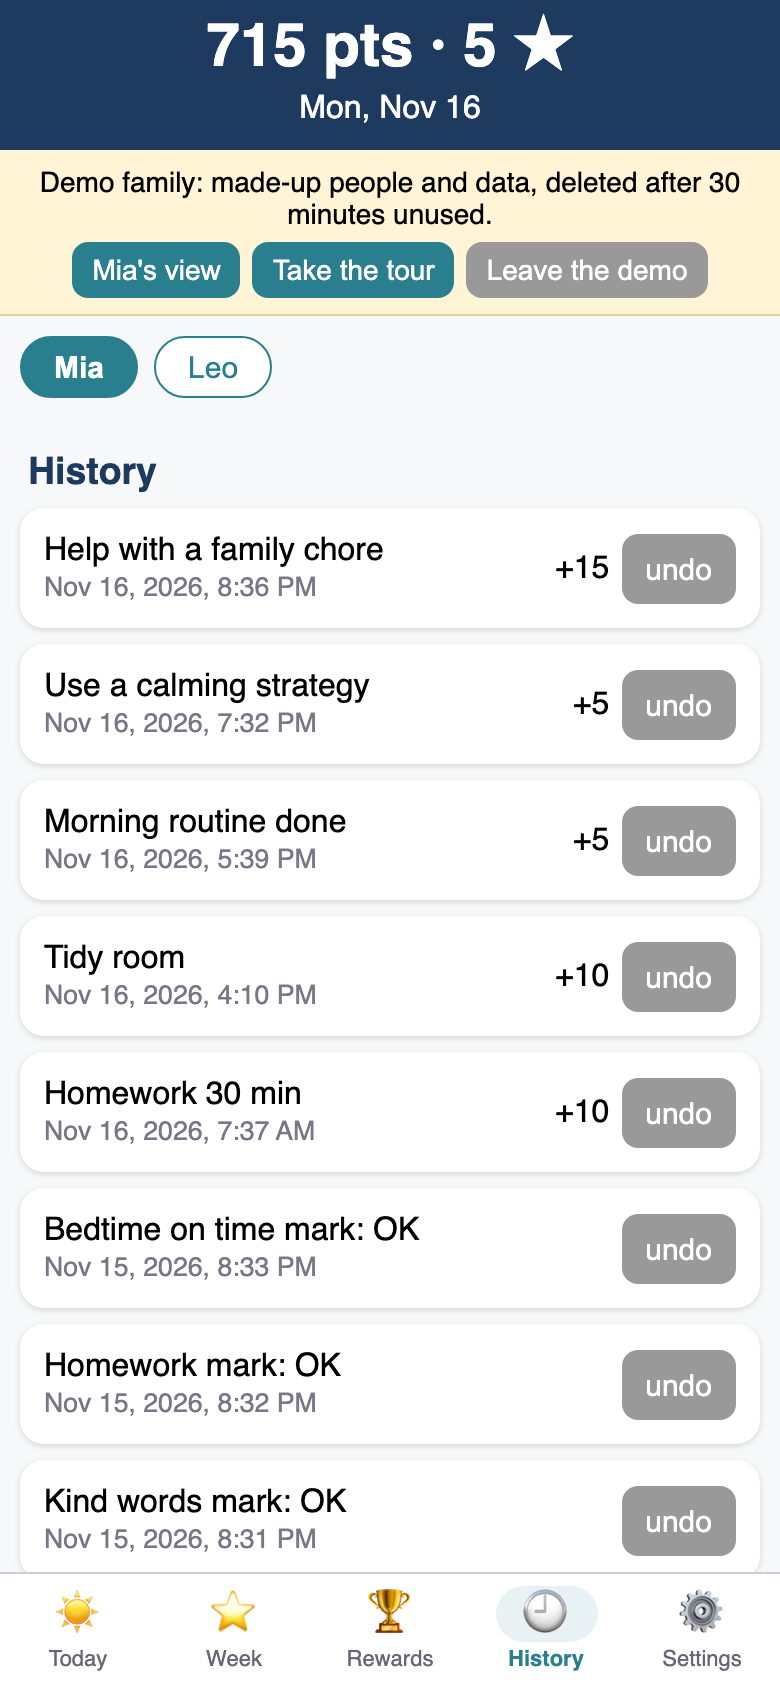 715 pts · 5 ★
Mon, Nov 16
Demo family: made-up people and data, deleted after 30
minutes unused.
Mia's view
Take the tour
Leave the demo
Mia
Leo
History
Help with a family chore
Nov 16, 2026, 8:36 PM
+15
undo
Use a calming strategy
Nov 16, 2026, 7:32 PM
+5
undo
Morning routine done
Nov 16, 2026, 5:39 PM
+5
undo
Tidy room
Nov 16, 2026, 4:10 PM
+10
undo
Homework 30 min
Nov 16, 2026, 7:37 AM
+10
undo
Bedtime on time mark: OK
Nov 15, 2026, 8:33 PM
undo
Homework mark: OK
Nov 15, 2026, 8:32 PM
undo
Kind words mark: OK
Nov 15, 2026, 8:31 PM
undo
Today
Week
Rewards
History
Settings